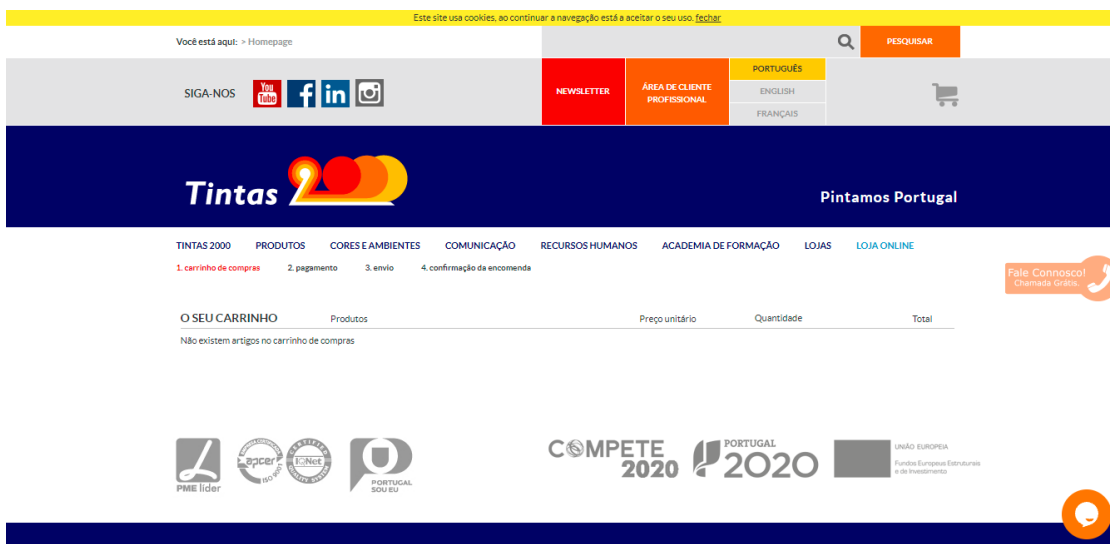 Este site usa cookies, ao continuar a navegação está a aceitar o seu uso. fechar
Você está aqui: > Homepage
PESQUISAR
SIGA-NOS
You
Tube
f
in
NEWSLETTER
ÁREA DE CLIENTE
PROFISSIONAL
PORTUGUÊS
ENGLISH
FRANÇAIS
Tintas 2000
Pintamos Portugal
TINTAS 2000 PRODUTOS CORES E AMBIENTES COMUNICAÇÃO RECURSOS HUMANOS ACADEMIA DE FORMAÇÃO LOJAS LOJA ONLINE
1. carrinho de compras 2. pagamento 3. envio 4. confirmação da encomenda
Fale Connosco!
Chamada Grátis.
O SEU CARRINHO Produtos Preço unitário Quantidade Total
Não existem artigos no carrinho de compras
PME líder
apcer
ISO 9001
CERTIFIED
IQNet
QUALITY SYSTEM
PORTUGAL
SOU EU
COMPETE
2020
PORTUGAL
2020
UNIÃO EUROPEIA
Fundos Europeus Estruturais
e de Investimento